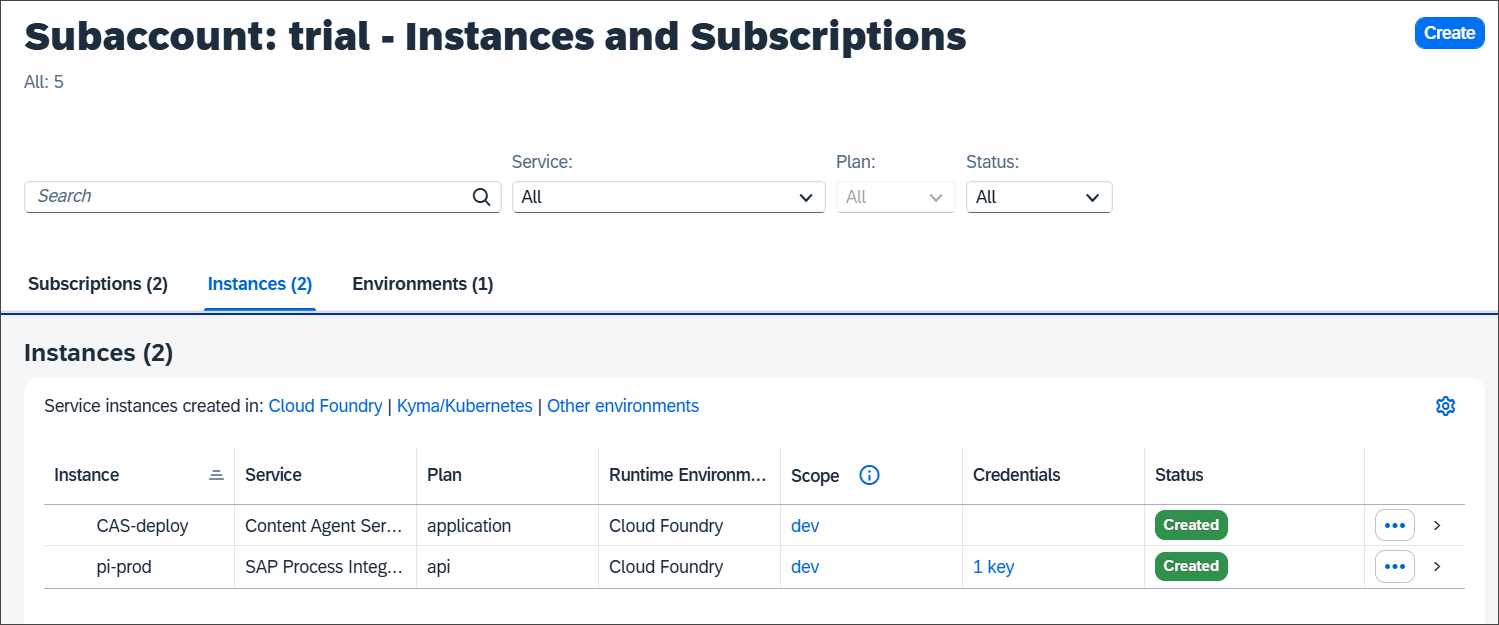 Subaccount: trial - Instances and Subscriptions
Create
All: 5
Service:
Plan:
Status:
Search
All
All
All
Subscriptions (2)
Instances (2)
Environments (1)
Instances (2)
Service instances created in: Cloud Foundry | Kyma/Kubernetes | Other environments
Instance Service Plan Runtime Environm... Scope Credentials Status
CAS-deploy Content Agent Ser... application Cloud Foundry dev Created
pi-prod SAP Process Integ... api Cloud Foundry dev 1 key Created